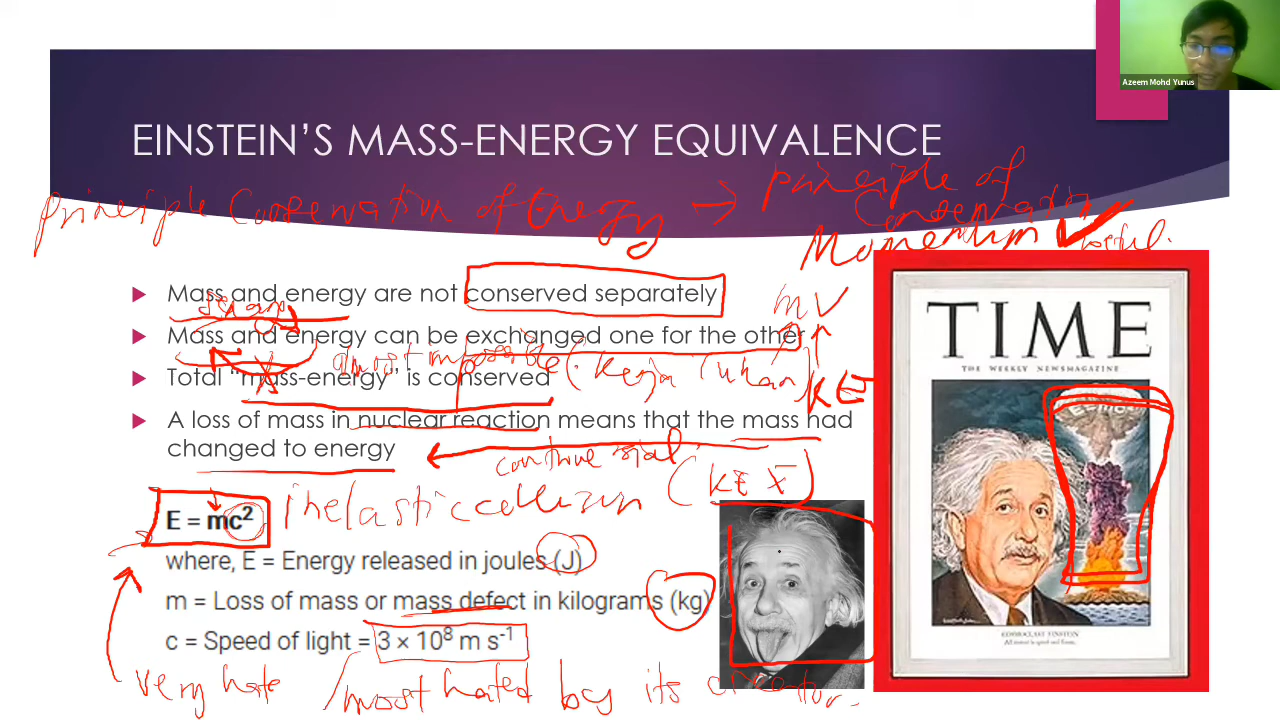 Azeem Mohd Yunus
EINSTEIN'S MASS-ENERGY EQUIVALENCE
principle Conservation of Energy → principle of
Conservation
Momentum
▶ Mass and energy are not conserved separately
m v
▶ Mass and energy can be exchanged one for the other
almost impossible (Kerja Tuhan) KE
▶ Total "mass-energy" is conserved
▶ A loss of mass in nuclear reaction means that the mass had
changed to energy
inelastic collision (KE X)
E = mc²
where, E = Energy released in joules (J)
m = Loss of mass or mass defect in kilograms (kg)
c = Speed of light = 3 × 10⁸ m s⁻¹
very hate / most hated by its creator.
TIME
THE WEEKLY NEWSMAGAZINE
E = MC²
COSMOCLAST EINSTEIN